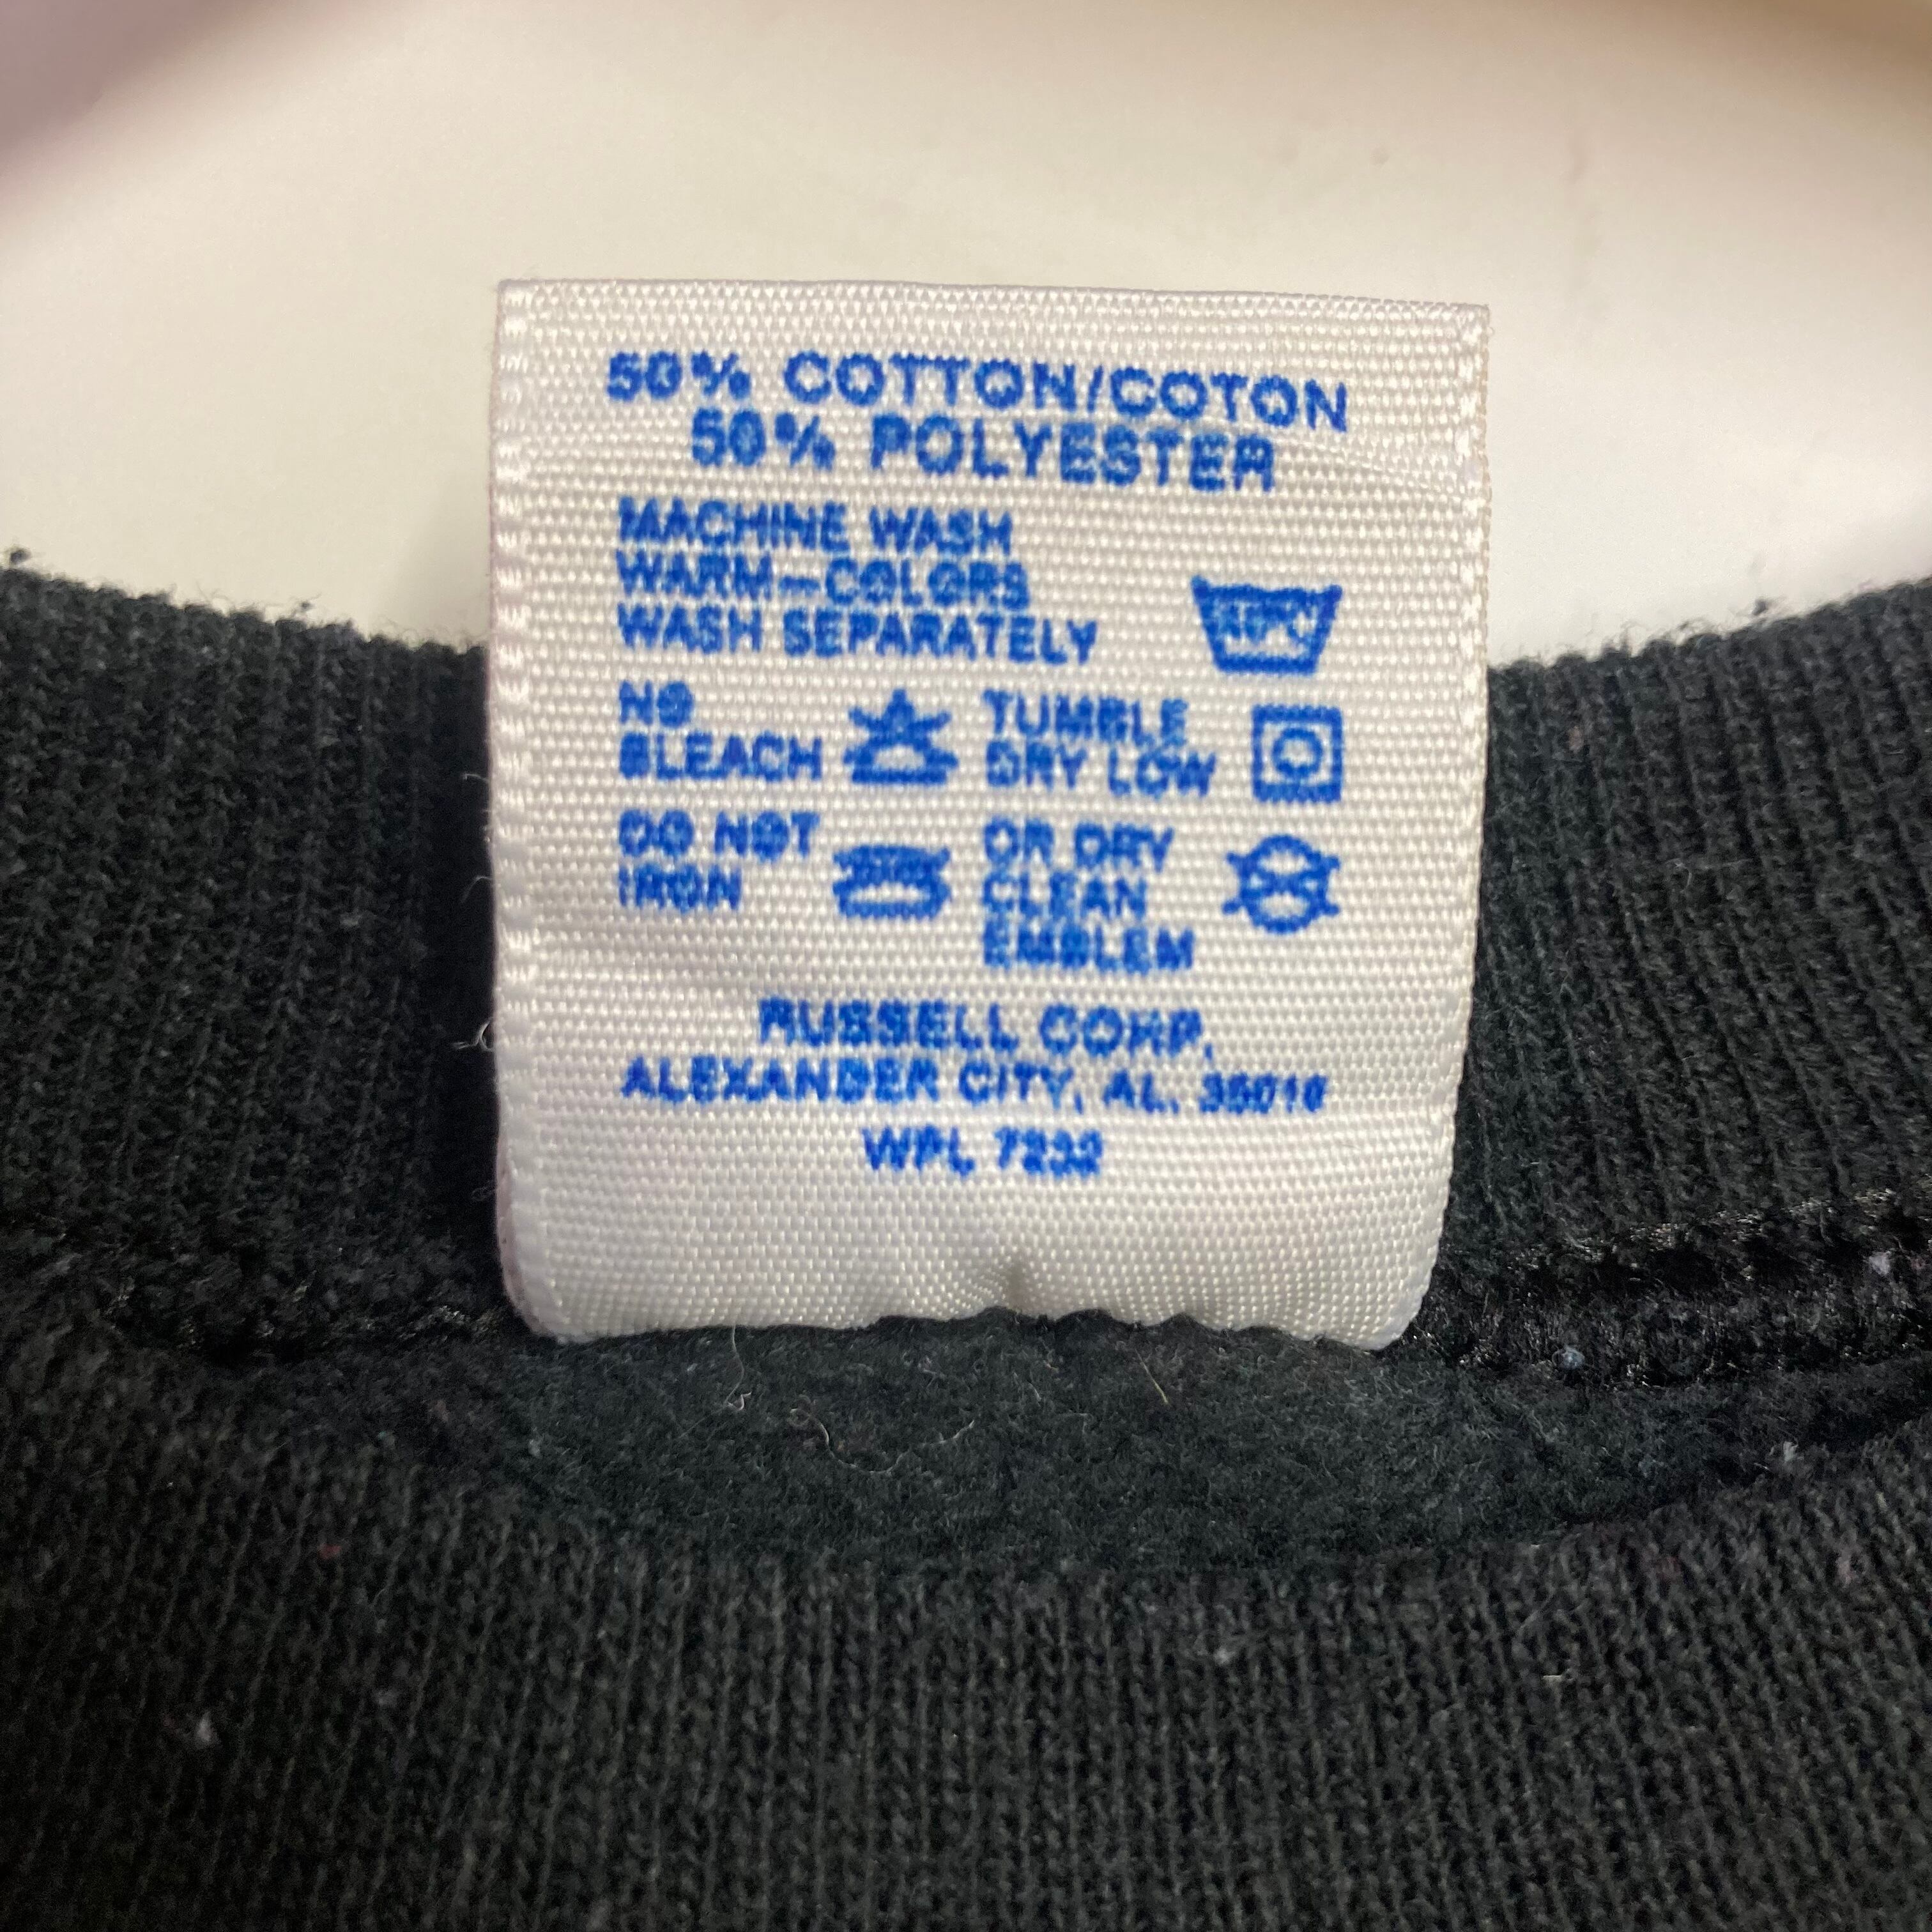 50% COTTON/COTON
50% POLYESTER
MACHINE WASH
WARM—COLORS
WASH SEPARATELY
40°C
NO
BLEACH
TUMBLE
DRY LOW
DO NOT
IRON
OR DRY
CLEAN
EMBLEM
RUSSELL CORP.
ALEXANDER CITY, AL. 35010
WPL 7232